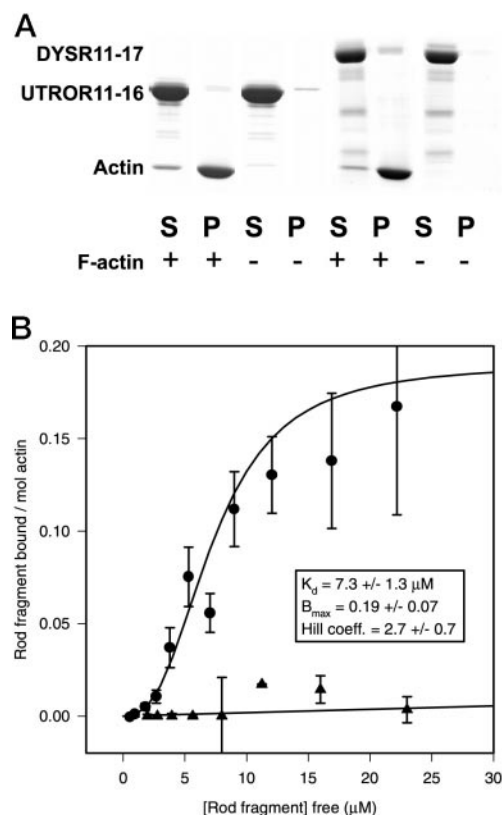 A
DYSR11-17
UTROR11-16
Actin
S P S P S P S P
F-actin + + - - + + - -
B
0.20
0.15
0.10
0.05
0.00
Rod fragment bound / mol actin
K_d = 7.3 +/- 1.3 μM
B_max = 0.19 +/- 0.07
Hill coeff. = 2.7 +/- 0.7
0 5 10 15 20 25 30
[Rod fragment] free (μM)